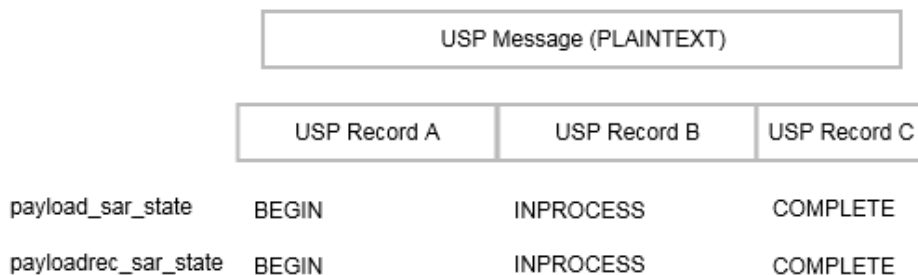 USP Message (PLAINTEXT)
USP Record A USP Record B USP Record C
payload_sar_state BEGIN INPROCESS COMPLETE
payloadrec_sar_state BEGIN INPROCESS COMPLETE